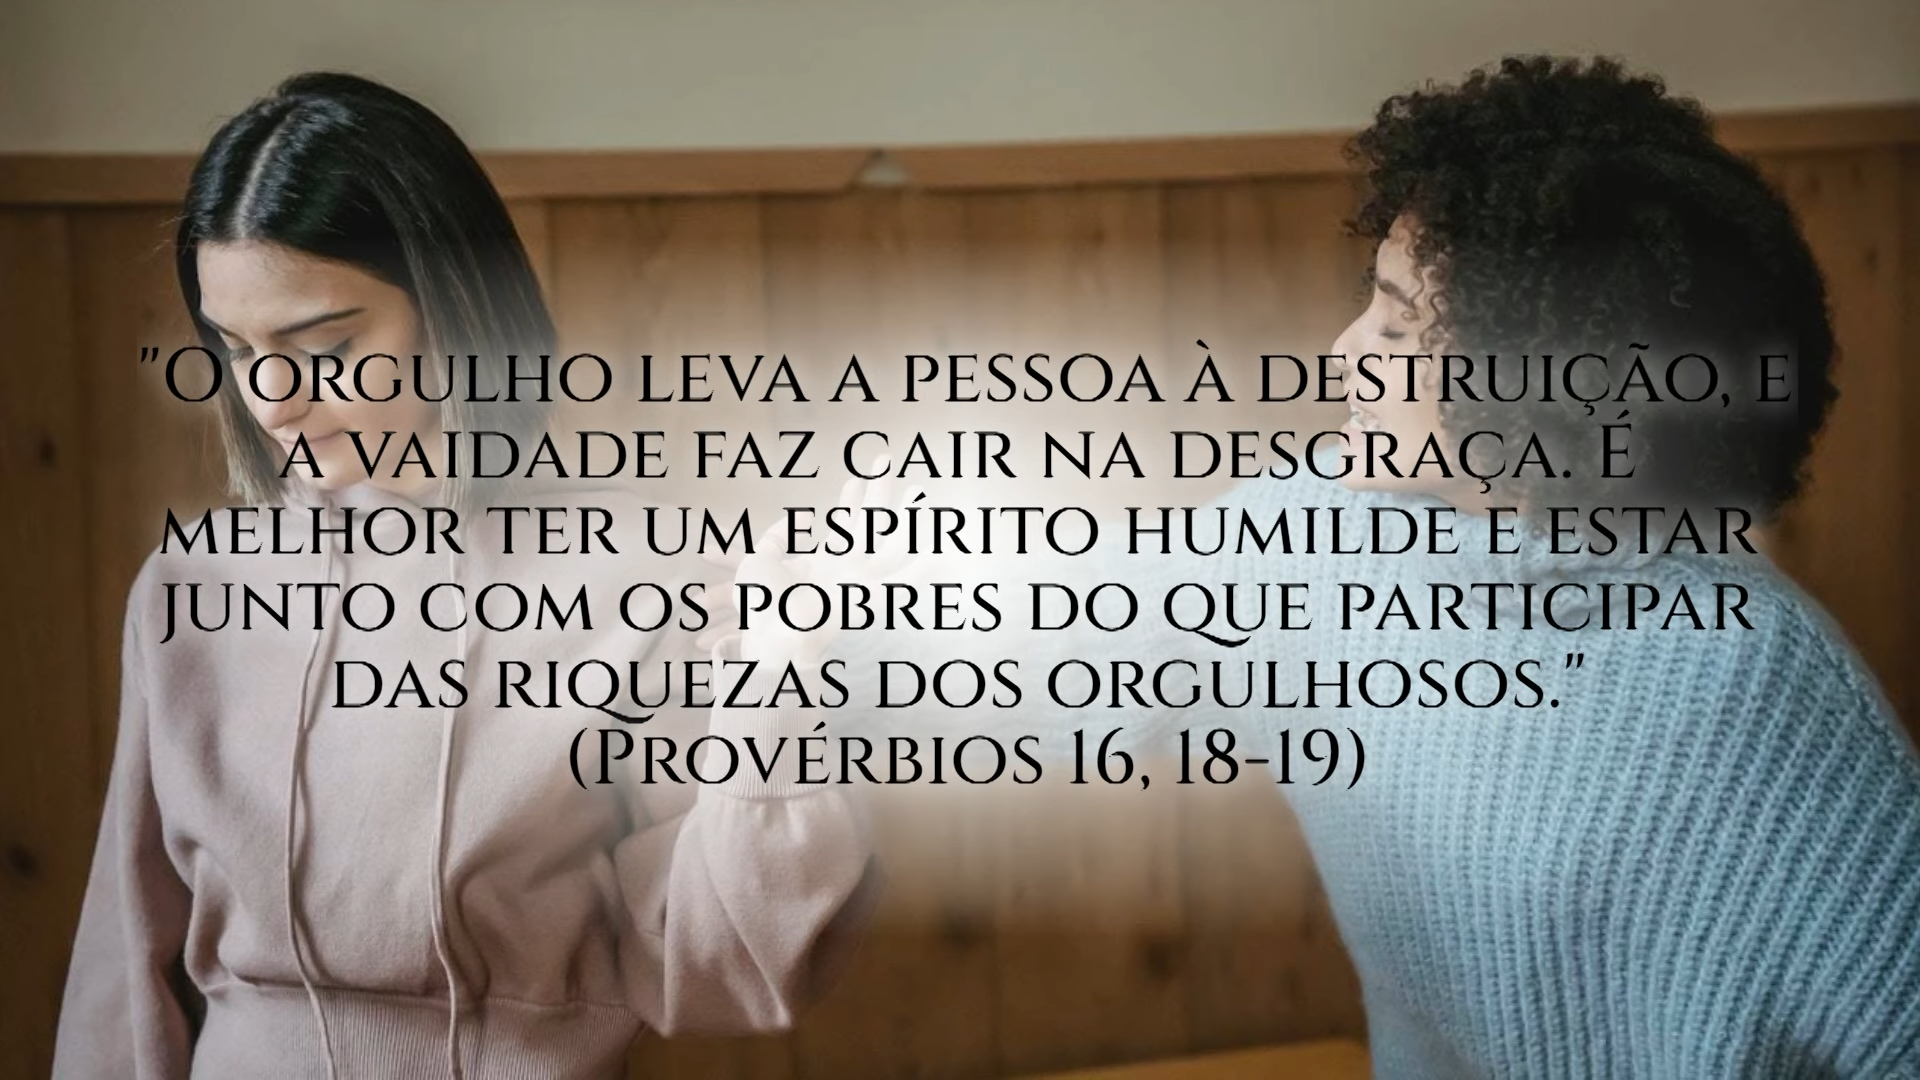 "O orgulho leva a pessoa à destruição, e
a vaidade faz cair na desgraça. É
melhor ter um espírito humilde e estar
junto com os pobres do que participar
das riquezas dos orgulhosos."
(Provérbios 16, 18-19)